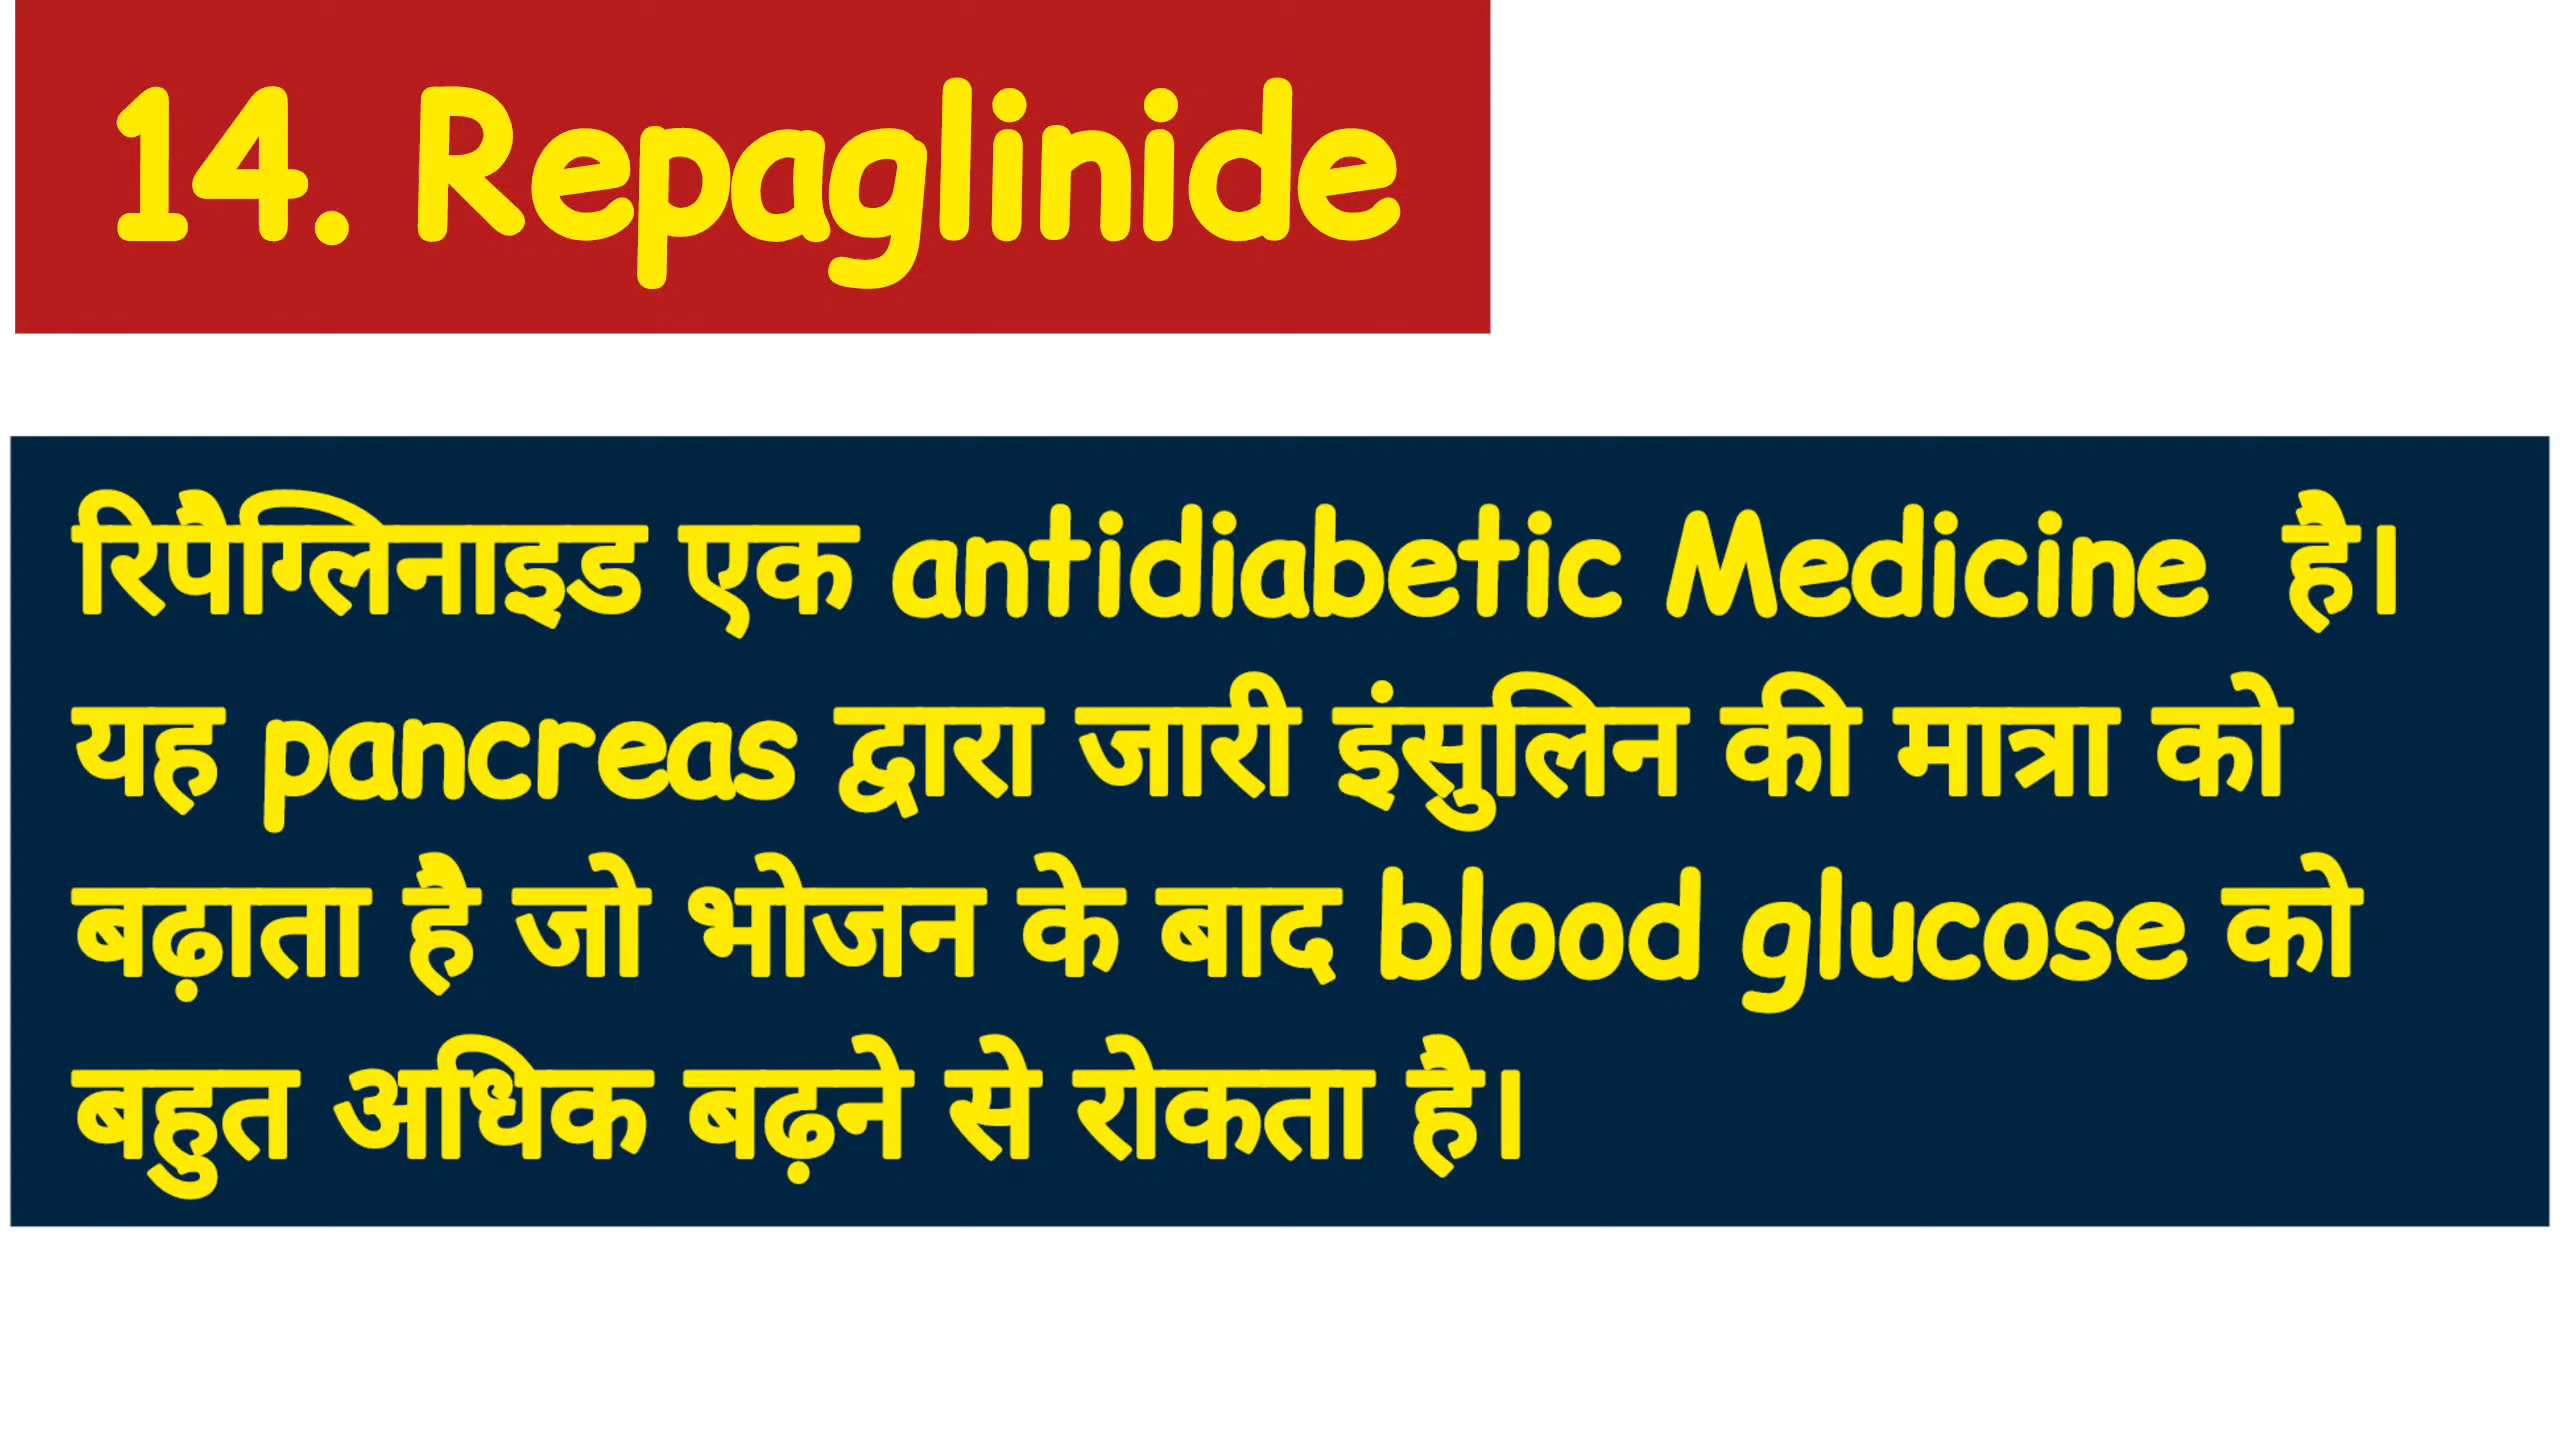 14. Repaglinide
रिपैग्लिनाइड एक antidiabetic Medicine है।
यह pancreas द्वारा जारी इंसुलिन की मात्रा को
बढ़ाता है जो भोजन के बाद blood glucose को
बहुत अधिक बढ़ने से रोकता है।